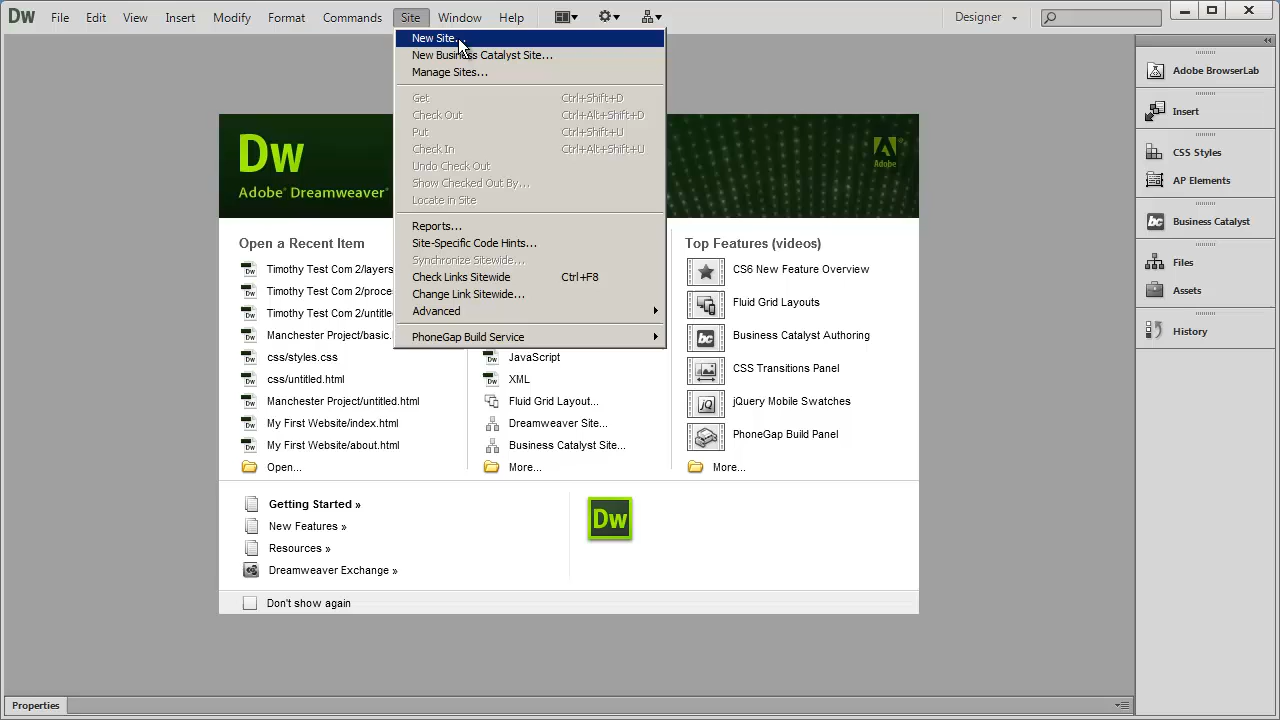 Dw File Edit View Insert Modify Format Commands Site Window Help Designer
New Site...
New Business Catalyst Site...
Manage Sites...
Get Ctrl+Shift+D
Check Out Ctrl+Alt+Shift+D
Put Ctrl+Shift+U
Check In Ctrl+Alt+Shift+U
Undo Check Out
Show Checked Out By...
Locate in Site
Reports...
Site-Specific Code Hints...
Synchronize Sitewide...
Check Links Sitewide Ctrl+F8
Change Link Sitewide...
Advanced
PhoneGap Build Service
Dw
Adobe® Dreamweaver®
Adobe
Open a Recent Item
Timothy Test Com 2/layers
Timothy Test Com 2/proce
Timothy Test Com 2/untitle
Manchester Project/basic.
css/styles.css
css/untitled.html
Manchester Project/untitled.html
My First Website/index.html
My First Website/about.html
Open...
JavaScript
XML
Fluid Grid Layout...
Dreamweaver Site...
Business Catalyst Site...
More...
Top Features (videos)
CS6 New Feature Overview
Fluid Grid Layouts
Business Catalyst Authoring
CSS Transitions Panel
jQuery Mobile Swatches
PhoneGap Build Panel
More...
Getting Started »
New Features »
Resources »
Dreamweaver Exchange »
Dw
Don't show again
Adobe BrowserLab
Insert
CSS Styles
AP Elements
Business Catalyst
Files
Assets
History
Properties